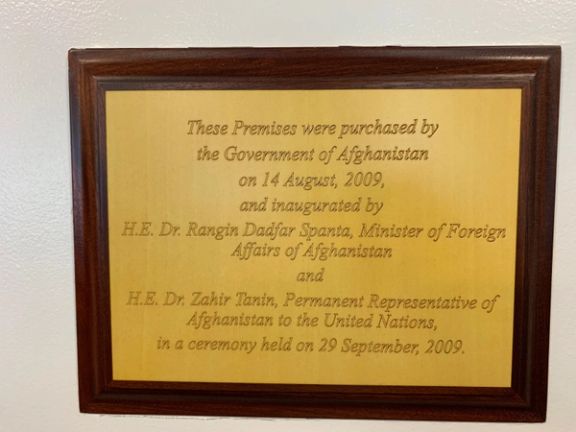 These Premises were purchased by
the Government of Afghanistan
on 14 August, 2009,
and inaugurated by
H.E. Dr. Rangin Dadfar Spanta, Minister of Foreign
Affairs of Afghanistan
and
H.E. Dr. Zahir Tanin, Permanent Representative of
Afghanistan to the United Nations,
in a ceremony held on 29 September, 2009.